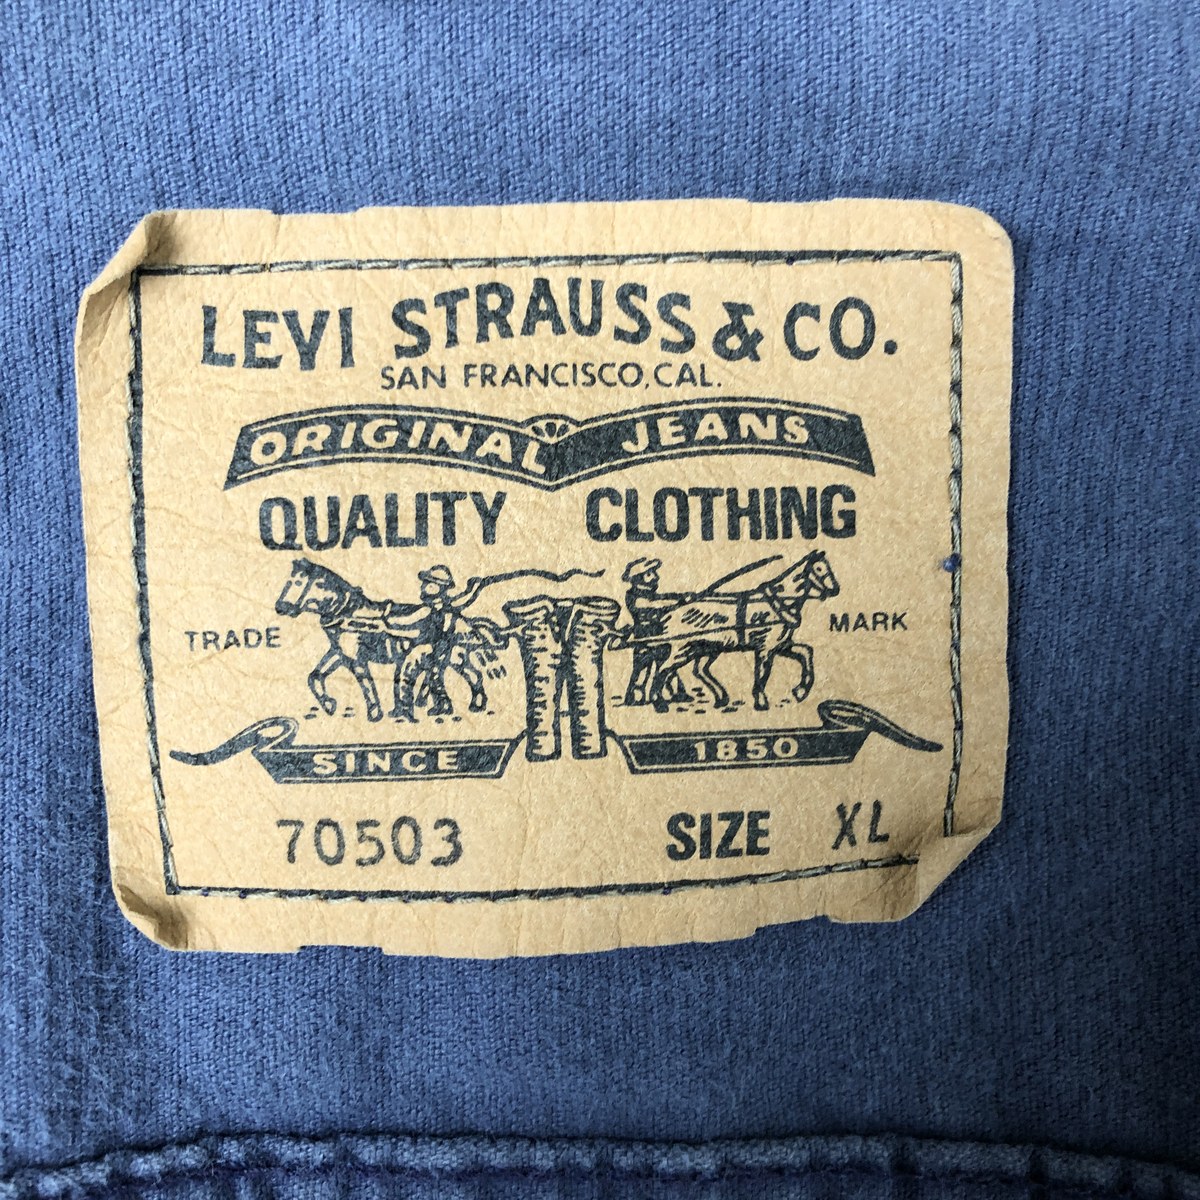 LEVI STRAUSS & CO.
SAN FRANCISCO, CAL.
ORIGINAL JEANS
QUALITY CLOTHING
TRADE MARK
SINCE 1850
70503 SIZE XL